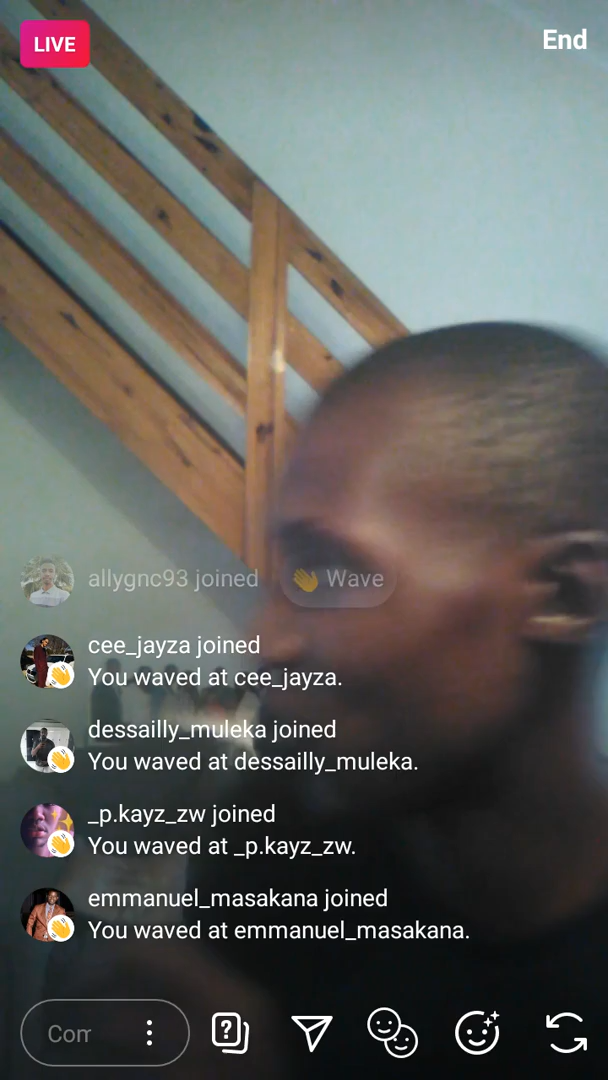 LIVE
End
allygnc93 joined 👋 Wave
cee_jayza joined
You waved at cee_jayza.
dessailly_muleka joined
You waved at dessailly_muleka.
_p.kayz_zw joined
You waved at _p.kayz_zw.
emmanuel_masakana joined
You waved at emmanuel_masakana.
Com